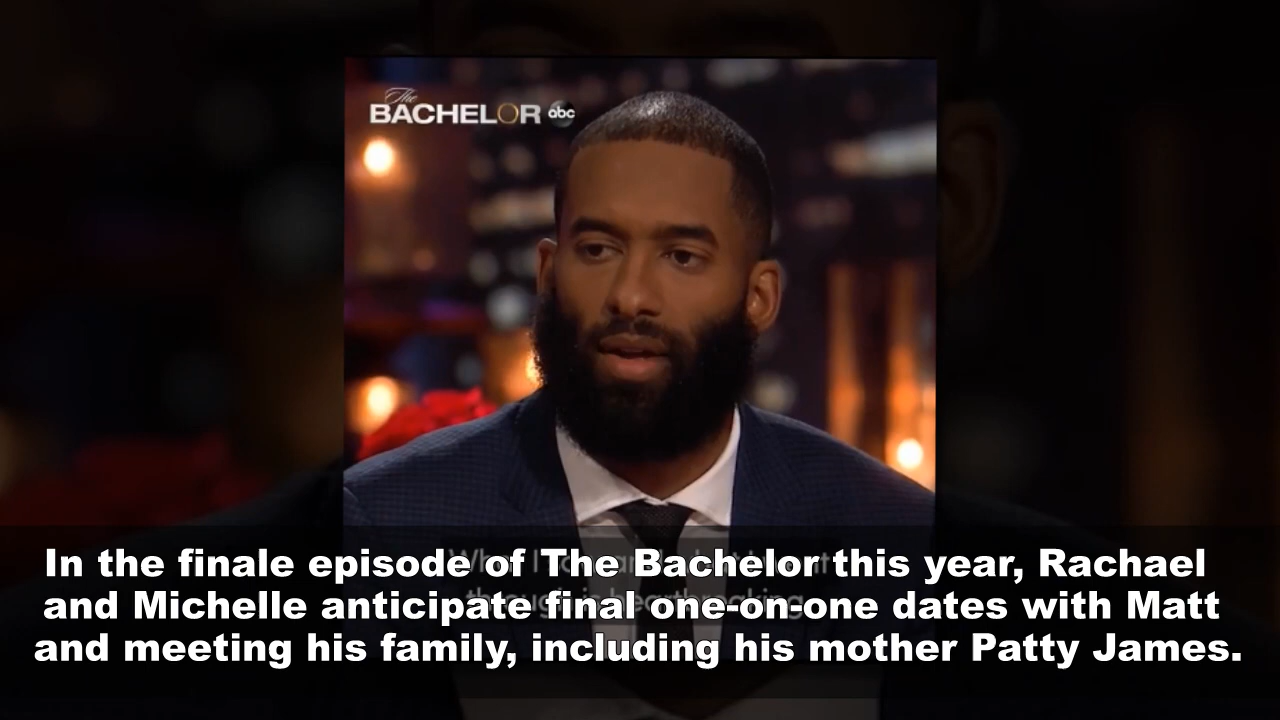 The
BACHELOR abc
In the finale episode of The Bachelor this year, Rachael
and Michelle anticipate final one-on-one dates with Matt
and meeting his family, including his mother Patty James.